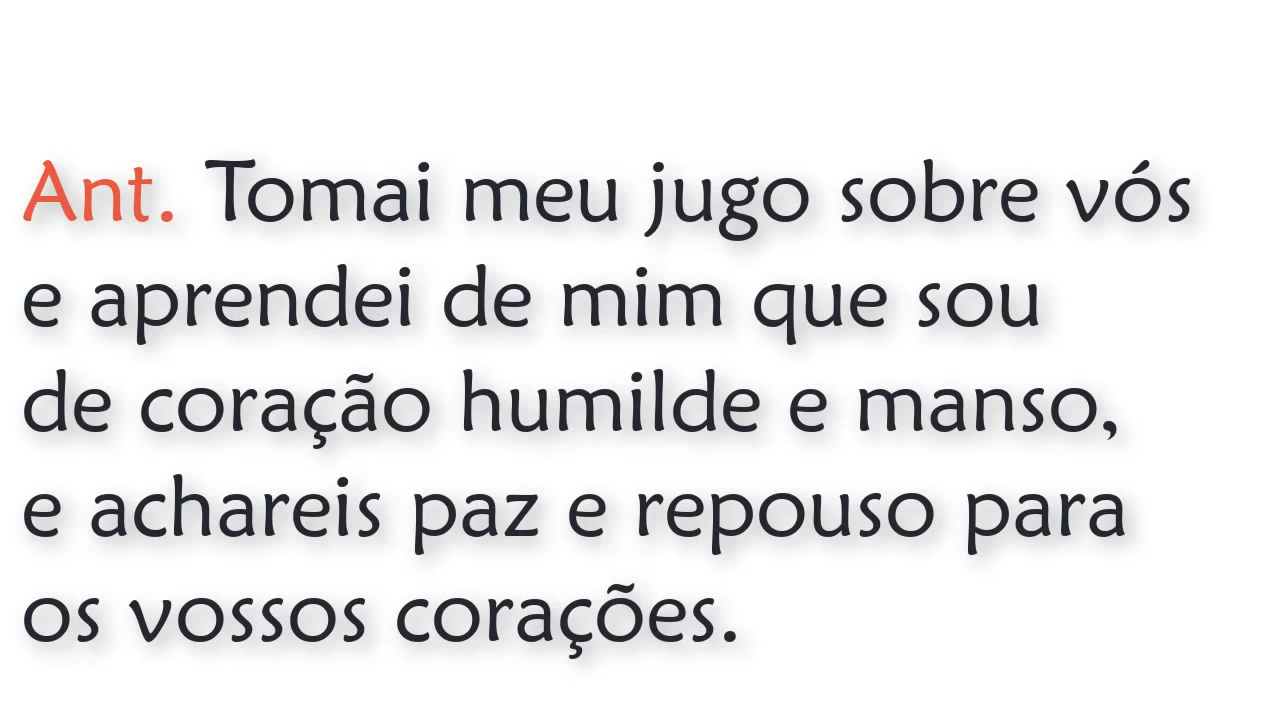 Ant. Tomai meu jugo sobre vós
e aprendei de mim que sou
de coração humilde e manso,
e achareis paz e repouso para
os vossos corações.